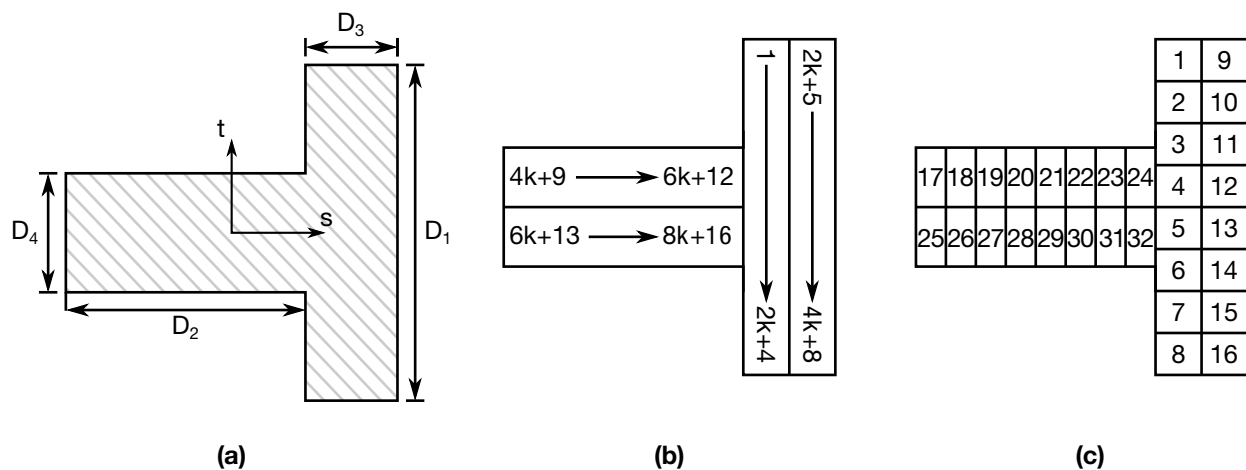 D3
t
s
D4
D1
D2
(a)
1
2k+5
4k+9
6k+12
6k+13
8k+16
2k+4
4k+8
(b)
1 9
2 10
3 11
17 18 19 20 21 22 23 24
4 12
25 26 27 28 29 30 31 32
5 13
6 14
7 15
8 16
(c)